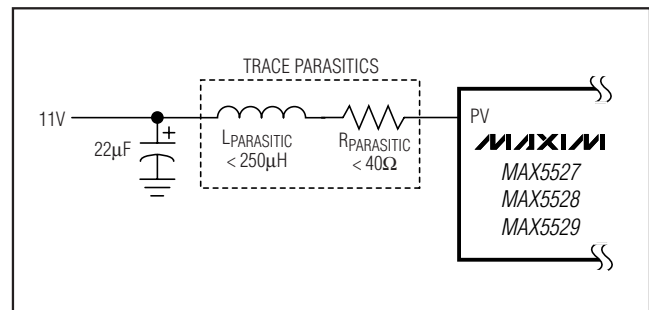 TRACE PARASITICS
11V
+
22μF
LPARASITIC
< 250μH
RPARASITIC
< 40Ω
PV
MAXIM
MAX5527
MAX5528
MAX5529